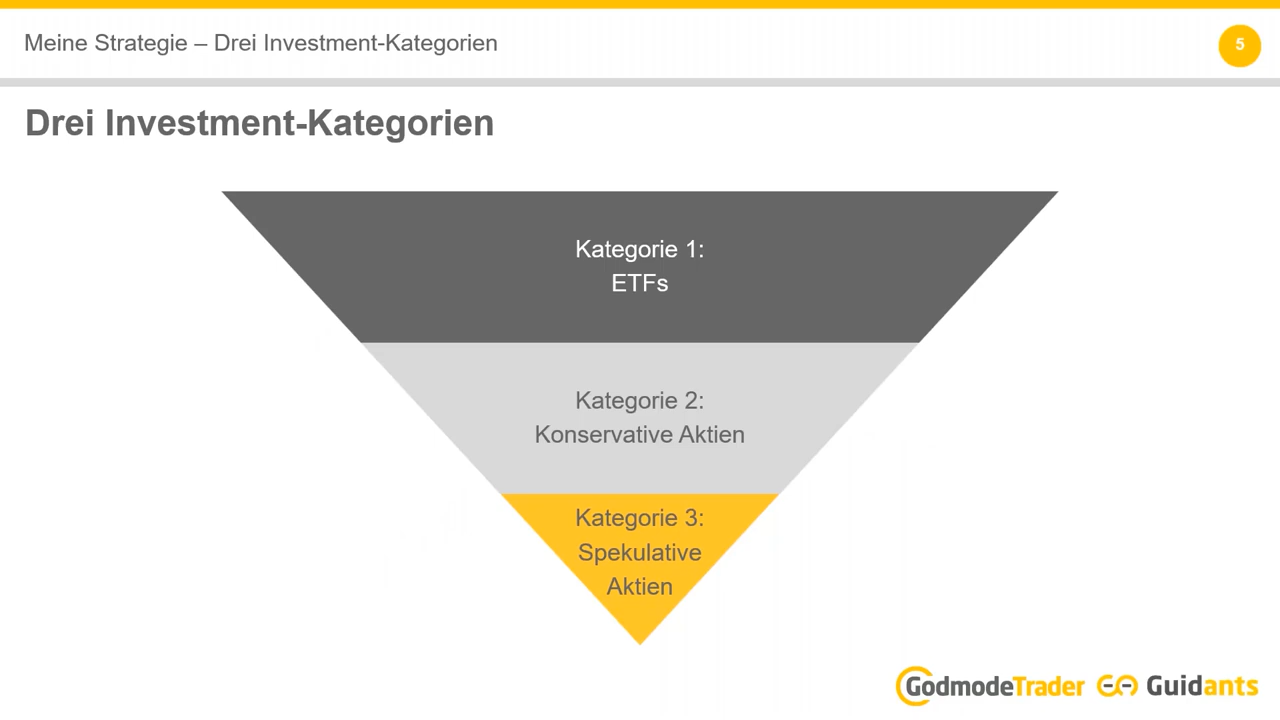 Meine Strategie – Drei Investment-Kategorien
5
Drei Investment-Kategorien
Kategorie 1:
ETFs
Kategorie 2:
Konservative Aktien
Kategorie 3:
Spekulative
Aktien
GodmodeTrader Guidants